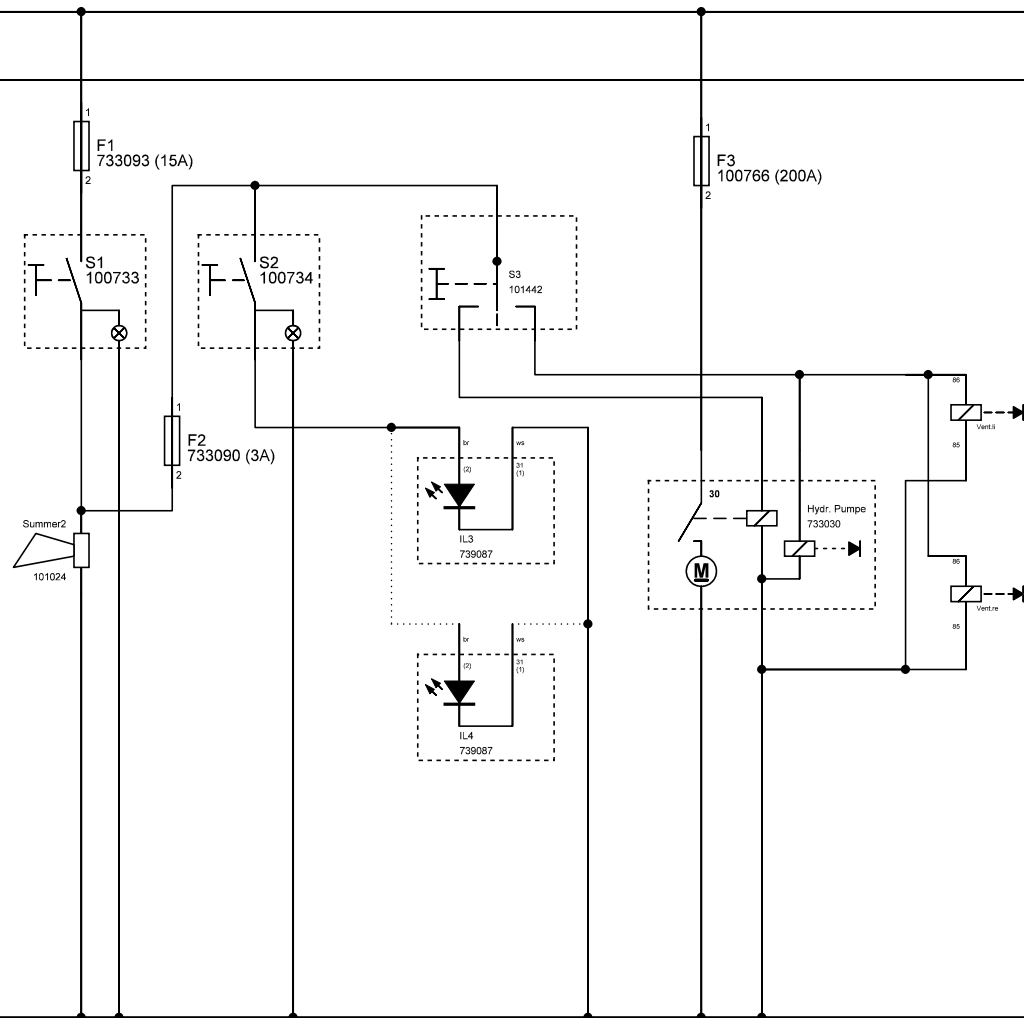 1
F1
733093 (15A)
2
1
F3
100766 (200A)
2
S1
100733
S2
100734
S3
101442
86
Vent.li
85
1
F2
733090 (3A)
2
br
ws
(2)
31
(1)
IL3
739087
30
Hydr. Pumpe
733030
M
Summer2
101024
86
Vent.re
85
br
ws
(2)
31
(1)
IL4
739087